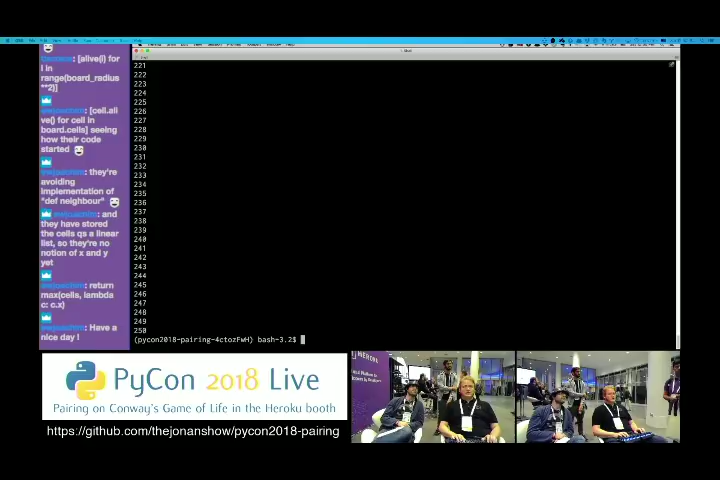 [alive(i) for
i in
range(board_radius
**2)]
[cell.ali
ve() for cell in
board.cells] seeing
how their code
started
they're
avoiding
implementation of
"def neighbour"
and
they have stored
the cells qs a linear
list, so they're no
notion of x and y
yet
return
max(cells, lambda
c: c.x)
Have a
nice day !
221
222
223
224
225
226
227
228
229
230
231
232
233
234
235
236
237
238
239
240
241
242
243
244
245
246
247
248
249
250
(pycon2018-pairing-4ctozFwH) bash-3.2$
PyCon 2018 Live
Pairing on Conway's Game of Life in the Heroku booth
https://github.com/thejonanshow/pycon2018-pairing
HEROKU